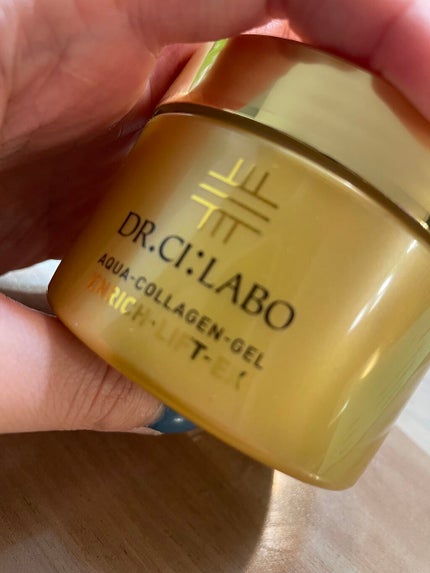 DR.CI:LABO
AQUA-COLLAGEN-GEL
ENRICH-LIFT-EX